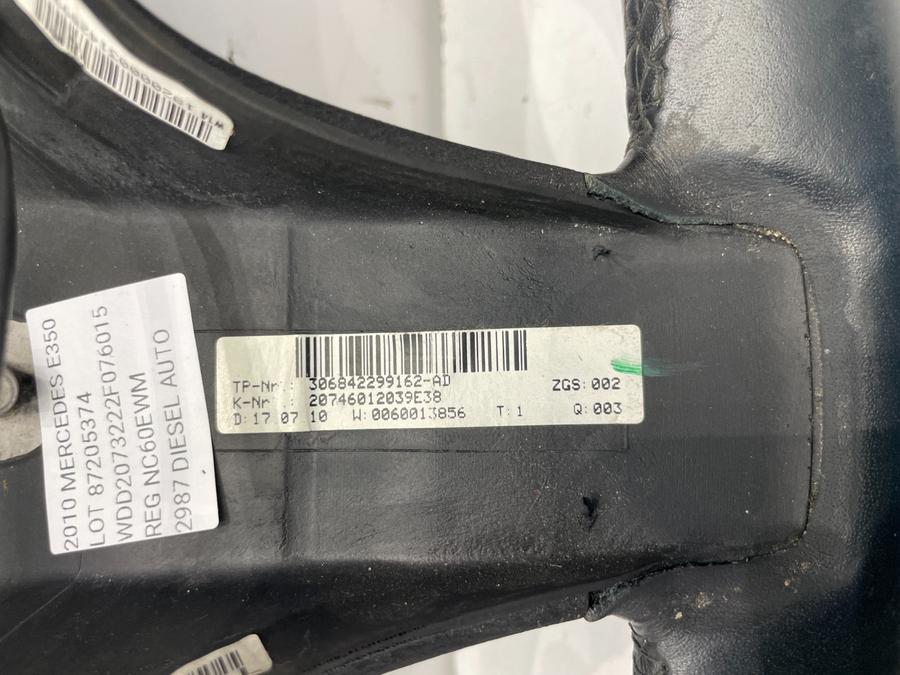 2010 MERCEDES E350
LOT 87205374
WDD2073222F076015
REG NC60EWM
2987 DIESEL AUTO
TP-Nr.: 306842299162-AD
ZGS: 002
K-Nr .: 20746012039E38
D: 17 07 10 W: 0060013856 T: 1 Q: 003
W14